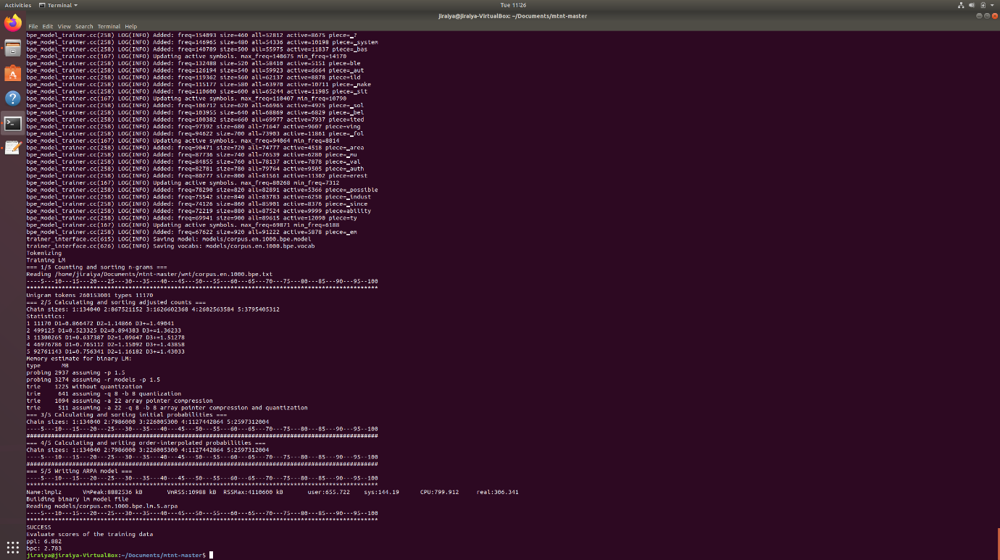 Activities Terminal Tue 11:26
jiraiya@jiraiya-VirtualBox: ~/Documents/mtnt-master
File Edit View Search Terminal Help
bpe_model_trainer.cc(258) LOG(INFO) Added: freq=154093 size=460 all=52812 active=8675 piece=▁?
bpe_model_trainer.cc(258) LOG(INFO) Added: freq=146965 size=480 all=54336 active=10198 piece=▁system
bpe_model_trainer.cc(258) LOG(INFO) Added: freq=140789 size=500 all=55975 active=11837 piece=▁bas
bpe_model_trainer.cc(167) LOG(INFO) Updating active symbols. max_freq=140675 min_freq=14170
bpe_model_trainer.cc(258) LOG(INFO) Added: freq=132488 size=520 all=58410 active=5151 piece=ble
bpe_model_trainer.cc(258) LOG(INFO) Added: freq=126194 size=540 all=59923 active=6664 piece=▁aut
bpe_model_trainer.cc(258) LOG(INFO) Added: freq=119362 size=560 all=62137 active=8878 piece=ild
bpe_model_trainer.cc(258) LOG(INFO) Added: freq=115177 size=580 all=63970 active=10711 piece=▁make
bpe_model_trainer.cc(258) LOG(INFO) Added: freq=110600 size=600 all=65244 active=11985 piece=▁sit
bpe_model_trainer.cc(167) LOG(INFO) Updating active symbols. max_freq=110407 min_freq=10790
bpe_model_trainer.cc(258) LOG(INFO) Added: freq=106712 size=620 all=66965 active=4925 piece=▁sol
bpe_model_trainer.cc(258) LOG(INFO) Added: freq=103955 size=640 all=68869 active=6829 piece=▁bel
bpe_model_trainer.cc(258) LOG(INFO) Added: freq=100382 size=660 all=69977 active=7937 piece=ited
bpe_model_trainer.cc(258) LOG(INFO) Added: freq=97392 size=680 all=71647 active=9607 piece=ving
bpe_model_trainer.cc(258) LOG(INFO) Added: freq=94622 size=700 all=73903 active=11861 piece=▁fol
bpe_model_trainer.cc(167) LOG(INFO) Updating active symbols. max_freq=94064 min_freq=8814
bpe_model_trainer.cc(258) LOG(INFO) Added: freq=90471 size=720 all=74777 active=4518 piece=▁area
bpe_model_trainer.cc(258) LOG(INFO) Added: freq=87736 size=740 all=76539 active=6280 piece=▁mu
bpe_model_trainer.cc(258) LOG(INFO) Added: freq=84855 size=760 all=78137 active=7878 piece=▁val
bpe_model_trainer.cc(258) LOG(INFO) Added: freq=82781 size=780 all=79764 active=9505 piece=▁auth
bpe_model_trainer.cc(258) LOG(INFO) Added: freq=80277 size=800 all=81561 active=11302 piece=erest
bpe_model_trainer.cc(167) LOG(INFO) Updating active symbols. max_freq=80268 min_freq=7312
bpe_model_trainer.cc(258) LOG(INFO) Added: freq=78290 size=820 all=82891 active=5366 piece=▁possible
bpe_model_trainer.cc(258) LOG(INFO) Added: freq=75542 size=840 all=83783 active=6258 piece=▁indust
bpe_model_trainer.cc(258) LOG(INFO) Added: freq=74126 size=860 all=85901 active=8376 piece=▁since
bpe_model_trainer.cc(258) LOG(INFO) Added: freq=72219 size=880 all=87524 active=9999 piece=ability
bpe_model_trainer.cc(258) LOG(INFO) Added: freq=69941 size=900 all=89615 active=12090 piece=ty
bpe_model_trainer.cc(167) LOG(INFO) Updating active symbols. max_freq=69871 min_freq=6188
bpe_model_trainer.cc(258) LOG(INFO) Added: freq=67622 size=920 all=91222 active=5878 piece=▁em
trainer_interface.cc(615) LOG(INFO) Saving model: models/corpus.en.1000.bpe.model
trainer_interface.cc(626) LOG(INFO) Saving vocabs: models/corpus.en.1000.bpe.vocab
Tokenizing
Training LM
=== 1/5 Counting and sorting n-grams ===
Reading /home/jiraiya/Documents/mtnt-master/wmt/corpus.en.1000.bpe.txt
----5---10---15---20---25---30---35---40---45---50---55---60---65---70---75---80---85---90---95--100
****************************************************************************************************
Unigram tokens 260153001 types 11170
=== 2/5 Calculating and sorting adjusted counts ===
Chain sizes: 1:134040 2:867521152 3:1626602368 4:2602563584 5:3795405312
Statistics:
1 11170 D1=0.866472 D2=1.14866 D3+=1.49041
2 499125 D1=0.523325 D2=0.894383 D3+=1.36233
3 11300265 D1=0.637387 D2=1.09647 D3+=1.51278
4 46976786 D1=0.765112 D2=1.15092 D3+=1.43858
5 92761143 D1=0.756341 D2=1.16182 D3+=1.43033
Memory estimate for binary LM:
type      MB
probing 2937 assuming -p 1.5
probing 3274 assuming -r models -p 1.5
trie    1225 without quantization
trie     641 assuming -q 8 -b 8 quantization
trie    1094 assuming -a 22 array pointer compression
trie     511 assuming -a 22 -q 8 -b 8 array pointer compression and quantization
=== 3/5 Calculating and sorting initial probabilities ===
Chain sizes: 1:134040 2:7986000 3:226005300 4:1127442864 5:2597312004
----5---10---15---20---25---30---35---40---45---50---55---60---65---70---75---80---85---90---95--100
####################################################################################################
=== 4/5 Calculating and writing order-interpolated probabilities ===
Chain sizes: 1:134040 2:7986000 3:226005300 4:1127442864 5:2597312004
----5---10---15---20---25---30---35---40---45---50---55---60---65---70---75---80---85---90---95--100
####################################################################################################
=== 5/5 Writing ARPA model ===
----5---10---15---20---25---30---35---40---45---50---55---60---65---70---75---80---85---90---95--100
****************************************************************************************************
Name:lmplz VmPeak:8882536 kB VmRSS:10988 kB RSSMax:4110600 kB user:655.722 sys:144.19 CPU:799.912 real:306.341
Building binary lm model file
Reading models/corpus.en.1000.bpe.lm.5.arpa
----5---10---15---20---25---30---35---40---45---50---55---60---65---70---75---80---85---90---95--100
****************************************************************************************************
SUCCESS
Evaluate scores of the training data
ppl: 6.882
bpc: 2.783
jiraiya@jiraiya-VirtualBox:~/Documents/mtnt-master$